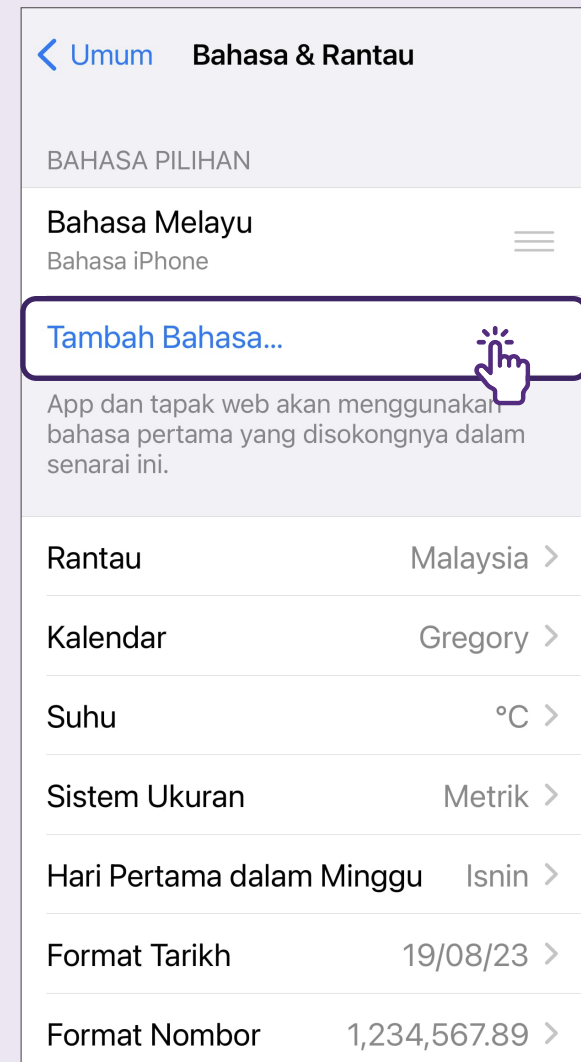 Umum Bahasa & Rantau
BAHASA PILIHAN
Bahasa Melayu
Bahasa iPhone
Tambah Bahasa...
App dan tapak web akan menggunakan
bahasa pertama yang disokongnya dalam
senarai ini.
Rantau Malaysia
Kalendar Gregory
Suhu °C
Sistem Ukuran Metrik
Hari Pertama dalam Minggu Isnin
Format Tarikh 19/08/23
Format Nombor 1,234,567.89